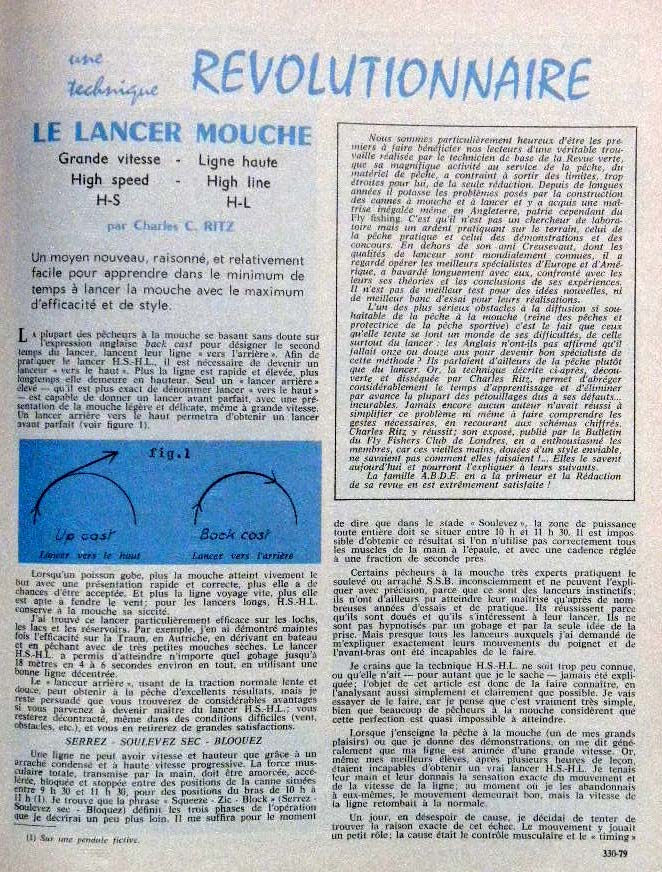 une
technique
REVOLUTIONNAIRE
LE LANCER MOUCHE
Grande vitesse - Ligne haute
High speed High line
H-S H-L
par Charles C. RITZ
Un moyen nouveau, raisonné, et relativement
facile pour apprendre dans le minimum de
temps à lancer la mouche avec le maximum
d'efficacité et de style.
LA plupart des pêcheurs à la mouche se basant sans doute sur
l'expression anglaise back cast pour désigner le second
temps du lancer, lancent leur ligne « vers l'arrière ». Afin de
pratiquer le lancer H.S.-H.L., il est nécessaire de devenir un
lanceur « vers le haut ». Plus la ligne est rapide et élevée, plus
longtemps elle demeure en hauteur. Seul un « lancer arrière »
élevé — qu'il est plus exact de dénommer lancer « vers le haut »
— est capable de donner un lancer avant parfait, avec une pré-
sentation de la mouche légère et délicate, même à grande vitesse.
Un lancer arrière vers le haut permettra d'obtenir un lancer
avant parfait (voir figure 1).
fig.1
Up cast Back cast
Lancer vers le haut Lancer vers l'arrière
Lorsqu'un poisson gobe, plus la mouche atteint vivement le
but avec une présentation rapide et correcte, plus elle a de
chances d'être acceptée. Et plus la ligne voyage vite, plus elle
est apte à fendre le vent; pour les lancers longs, H.S.-H.L.
conserve à la mouche sa siccité.
J'ai trouvé ce lancer particulièrement efficace sur les lochs,
les lacs et les réservoirs. Par exemple, j'en ai démontré maintes
fois l'efficacité sur la Traun, en Autriche, en dérivant en bateau
et en pêchant avec de très petites mouches sèches. Le lancer
H.S.-H.L. a permis d'atteindre n'importe quel gobage jusqu'à
18 mètres en 4 à 6 secondes environ en tout, en utilisant une
bonne ligne décentrée.
Le « lancer arrière », usant de la traction normale lente et
douce, peut obtenir à la pêche d'excellents résultats, mais je
reste persuadé que vous trouverez de considérables avantages
si vous parvenez à devenir maître du lancer H.S.-H.L.; vous
resterez décontracté, même dans des conditions difficiles (vent,
obstacles, etc.), et vous en retirerez de grandes satisfactions.
SERREZ - SOULEVEZ SEC - BLOQUEZ
Une ligne ne peut avoir vitesse et hauteur que grâce à un
arraché condensé et à haute vitesse progressive. La force mus-
culaire totale, transmise par la main, doit être amorcée, accé-
lérée, bloquée et stoppée entre des positions de la canne situées
entre 9 h 30 et 11 h 30, pour des positions du bras de 10 h à
11 h (1). Je trouve que la phrase « Squeeze - Zic - Block » (Serrez -
Soulevez sec - Bloquez) définit les trois phases de l'opération
que je décrirai un peu plus loin. Il me suffira pour le moment
(1) Sur une pendule fictive.
Nous sommes particulièrement heureux d'être les pre-
miers à faire bénéficier nos lecteurs d'une véritable trou-
vaille réalisée par le technicien de base de la Revue verte,
que sa magnifique activité au service de la pêche, du
matériel de pêche, a contraint à sortir des limites, trop
étroites pour lui, de la seule rédaction. Depuis de longues
années il potasse les problèmes posés par la construction
des cannes à mouche et à lancer et y a acquis une maî-
trise inégalée même en Angleterre, patrie cependant du
Fly fishing. C'est qu'il n'est pas un chercheur de labora-
toire mais un ardent pratiquant sur le terrain, celui de
la pêche pratique et celui des démonstrations et des
concours. En dehors de son ami Creusevaut, dont les
qualités de lanceur sont mondialement connues, il a
regardé opérer les meilleurs spécialistes d'Europe et d'Amé-
rique, a bavardé longuement avec eux, confronté avec les
leurs ses théories et les conclusions de ses expériences.
Il n'est pas de meilleur test pour des idées nouvelles, ni
de meilleur banc d'essai pour leurs réalisations.
L'un des plus sérieux obstacles à la diffusion si sou-
haitable de la pêche à la mouche (reine des pêches et
protectrice de la pêche sportive) c'est le fait que ceux
qu'elle tente se font un monde de ses difficultés, de celle
surtout du lancer : les Anglais n'ont-ils pas affirmé qu'il
fallait onze ou douze ans pour devenir bon spécialiste de
cette méthode ? Ils parlaient d'ailleurs de la pêche plutôt
que du lancer. Or, la technique décrite ci-après, décou-
verte et disséquée par Charles Ritz, permet d'abréger
considérablement le temps d'apprentissage et d'éliminer
par avance la plupart des pétouillages dus à ses défauts...
incurables. Jamais encore aucun auteur n'avait réussi à
simplifier ce problème ni même à faire comprendre les
gestes nécessaires, en recourant aux schémas chiffrés.
Charles Ritz y réussit; son exposé, publié par le Bulletin
du Fly Fishers Club de Londres, en a enthousiasmé les
membres, car ces vieilles mains, douées d'un style enviable,
ne savaient pas comment elles faisaient !... Elles le savent
aujourd'hui et pourront l'expliquer à leurs suivants.
La famille A.B.D.E. en a la primeur et la Rédaction
de sa revue en est extrêmement satisfaite !
de dire que dans le stade « Soulevez », la zone de puissance
toute entière doit se situer entre 10 h et 11 h 30. Il est impos-
sible d'obtenir ce résultat si l'on n'utilise pas correctement tous
les muscles de la main à l'épaule, et avec une cadence réglée
à une fraction de seconde près.
Certains pêcheurs à la mouche très experts pratiquent le
soulevé ou arraché S.S.B. inconsciemment et ne peuvent l'expli-
quer avec précision, parce que ce sont des lanceurs instinctifs;
ils n'ont d'ailleurs pu atteindre leur maîtrise qu'après de nom-
breuses années d'essais et de pratique. Ils réussissent parce
qu'ils sont doués et qu'ils s'intéressent à leur lancer. Ils ne
sont pas hypnotisés par un gobage et par la seule idée de la
prise. Mais presque tous les lanceurs auxquels j'ai demandé de
m'expliquer exactement leurs mouvements du poignet et de
l'avant-bras ont été incapables de le faire.
Je crains que la technique H.S.-H.L. ne soit trop peu connue,
ou qu'elle n'ait — pour autant que je le sache — jamais été expli-
quée; l'objet de cet article est donc de la faire connaître, en
l'analysant aussi simplement et clairement que possible. Je vais
essayer de le faire, car je pense que c'est vraiment très simple,
bien que beaucoup de pêcheurs à la mouche considèrent que
cette perfection est quasi impossible à atteindre.
Lorsque j'enseigne la pêche à la mouche (un de mes grands
plaisirs) ou que je donne des démonstrations, on me dit géné-
ralement que ma ligne est animée d'une grande vitesse. Or,
même mes meilleurs élèves, après plusieurs heures de leçon,
étaient incapables d'obtenir un vrai lancer H.S.-H.L. Je tenais
leur main et leur donnais la sensation exacte du mouvement et
de la vitesse de la ligne; au moment où je les abandonnais
à eux-mêmes, le mouvement demeurait bon, mais la vitesse de
la ligne retombait à la normale.
Un jour, en désespoir de cause, je décidai de tenter de
trouver la raison exacte de cet échec. Le mouvement y jouait
un petit rôle; la cause était le contrôle musculaire et le « timing »
330-79